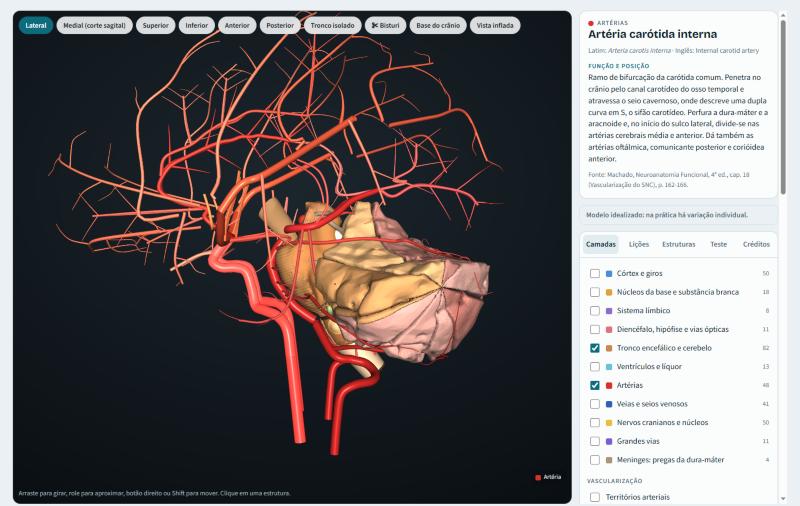 Lateral
Medial (corte sagital)
Superior
Inferior
Anterior
Posterior
Tronco isolado
Bisturi
Base do crânio
Vista inflada
ARTÉRIAS
Artéria carótida interna
Latim: Arteria carotis interna · Inglês: Internal carotid artery
FUNÇÃO E POSIÇÃO
Ramo de bifurcação da carótida comum. Penetra no
crânio pelo canal carotídeo do osso temporal e
atravessa o seio cavernoso, onde descreve uma dupla
curva em S, o sifão carotídeo. Perfura a dura-máter e a
aracnoide e, no início do sulco lateral, divide-se nas
artérias cerebrais média e anterior. Dá também as
artérias oftálmica, comunicante posterior e corióidea
anterior.
Fonte: Machado, Neuroanatomia Funcional, 4ª ed., cap. 18
(Vascularização do SNC), p. 162-166.
Modelo idealizado: na prática há variação individual.
Camadas Lições Estruturas Teste Créditos
Córtex e giros 50
Núcleos da base e substância branca 18
Sistema límbico 8
Diencéfalo, hipófise e vias ópticas 11
Tronco encefálico e cerebelo 82
Ventrículos e líquor 13
Artérias 48
Veias e seios venosos 41
Nervos cranianos e núcleos 50
Grandes vias 11
Meninges: pregas da dura-máter 4
VASCULARIZAÇÃO
Territórios arteriais
Artéria
Arraste para girar, role para aproximar, botão direito ou Shift para mover. Clique em uma estrutura.